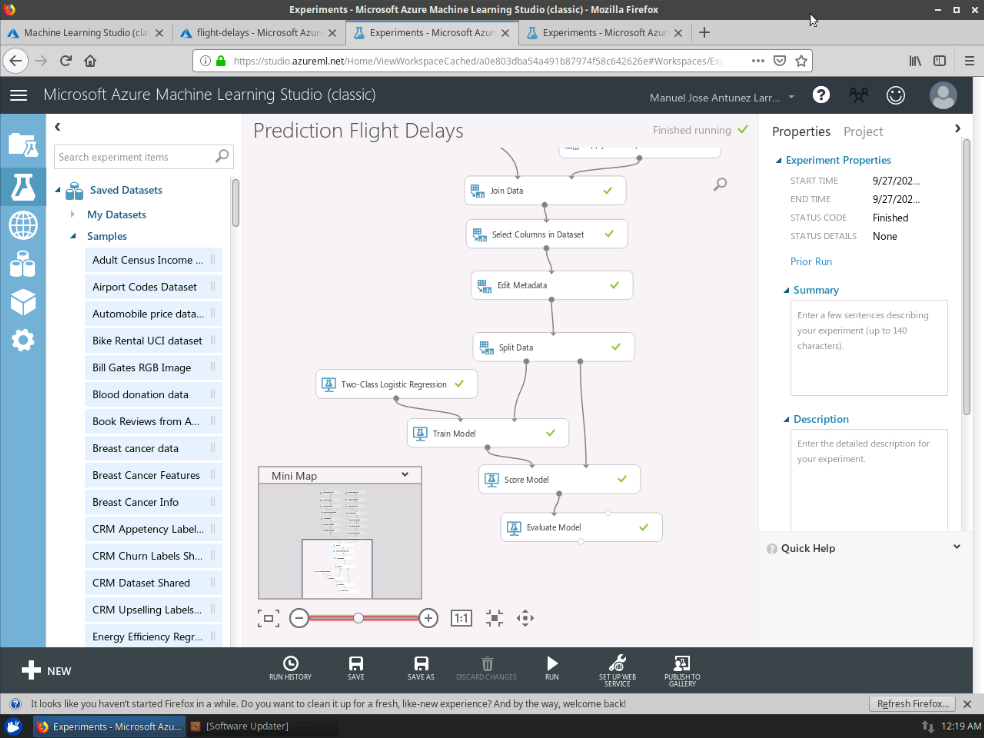 Experiments - Microsoft Azure Machine Learning Studio (classic) - Mozilla Firefox
Machine Learning Studio (cla
flight-delays - Microsoft Azure
Experiments - Microsoft Azur
Experiments - Microsoft Azur
https://studio.azureml.net/Home/ViewWorkspaceCached/a0e803dba54a491b87974f58c642626e#Workspaces/Ex
Microsoft Azure Machine Learning Studio (classic)
Manuel Jose Antunez Larr...
Search experiment items
Saved Datasets
My Datasets
Samples
Adult Census Income ...
Airport Codes Dataset
Automobile price data...
Bike Rental UCI dataset
Bill Gates RGB Image
Blood donation data
Book Reviews from A...
Breast cancer data
Breast Cancer Features
Breast Cancer Info
CRM Appetency Label...
CRM Churn Labels Sh...
CRM Dataset Shared
CRM Upselling Labels...
Energy Efficiency Regr...
Prediction Flight Delays
Finished running
Join Data
Select Columns in Dataset
Edit Metadata
Split Data
Two-Class Logistic Regression
Train Model
Score Model
Evaluate Model
Mini Map
1:1
Properties
Project
Experiment Properties
START TIME 9/27/202...
END TIME 9/27/202...
STATUS CODE Finished
STATUS DETAILS None
Prior Run
Summary
Enter a few sentences describing
your experiment (up to 140
characters).
Description
Enter the detailed description for
your experiment.
Quick Help
NEW
RUN HISTORY
SAVE
SAVE AS
DISCARD CHANGES
RUN
SET UP WEB
SERVICE
PUBLISH TO
GALLERY
It looks like you haven't started Firefox in a while. Do you want to clean it up for a fresh, like-new experience? And by the way, welcome back!
Refresh Firefox...
Experiments - Microsoft Azu...
[Software Updater]
12:19 AM